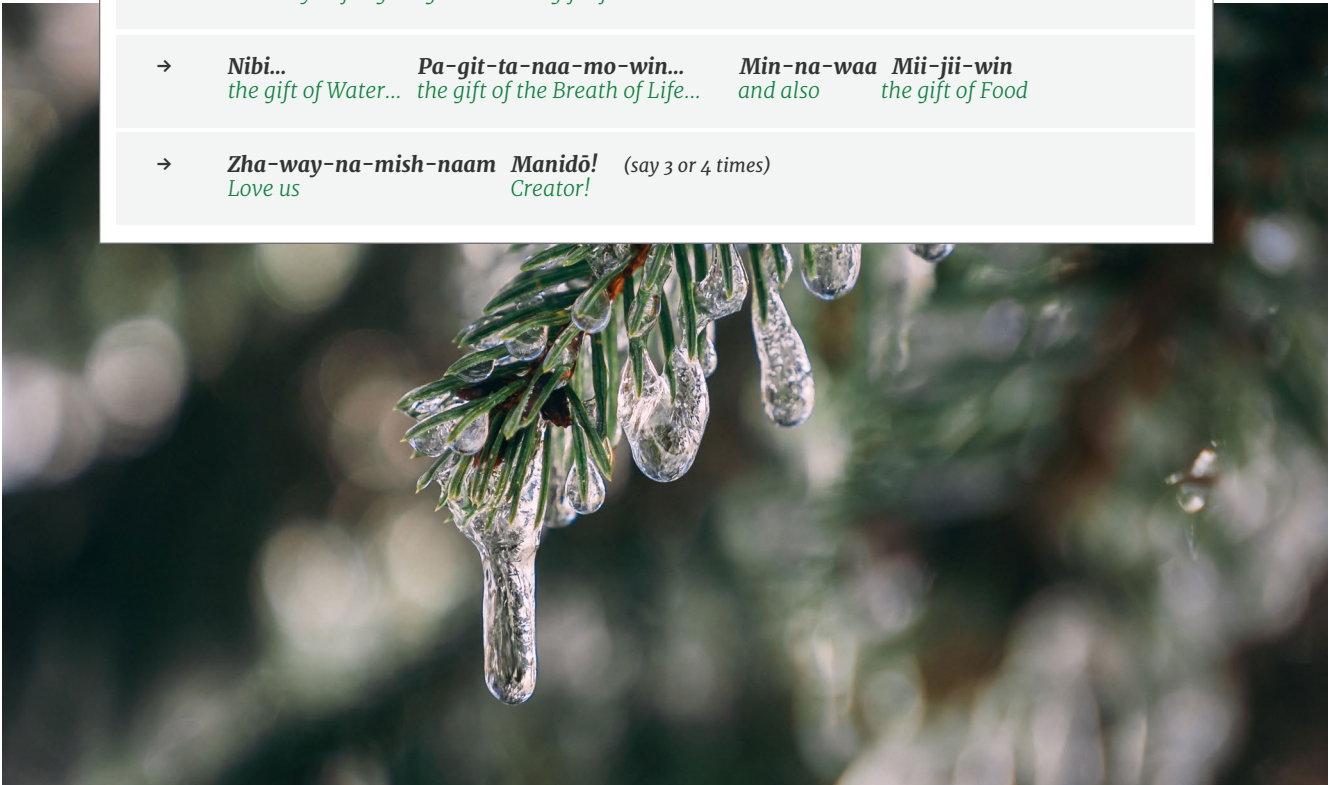 → Nibi... Pa-git-ta-naa-mo-win... Min-na-waa Mii-jii-win
the gift of Water... the gift of the Breath of Life... and also the gift of Food
→ Zha-way-na-mish-naam Manidō! (say 3 or 4 times)
Love us Creator!